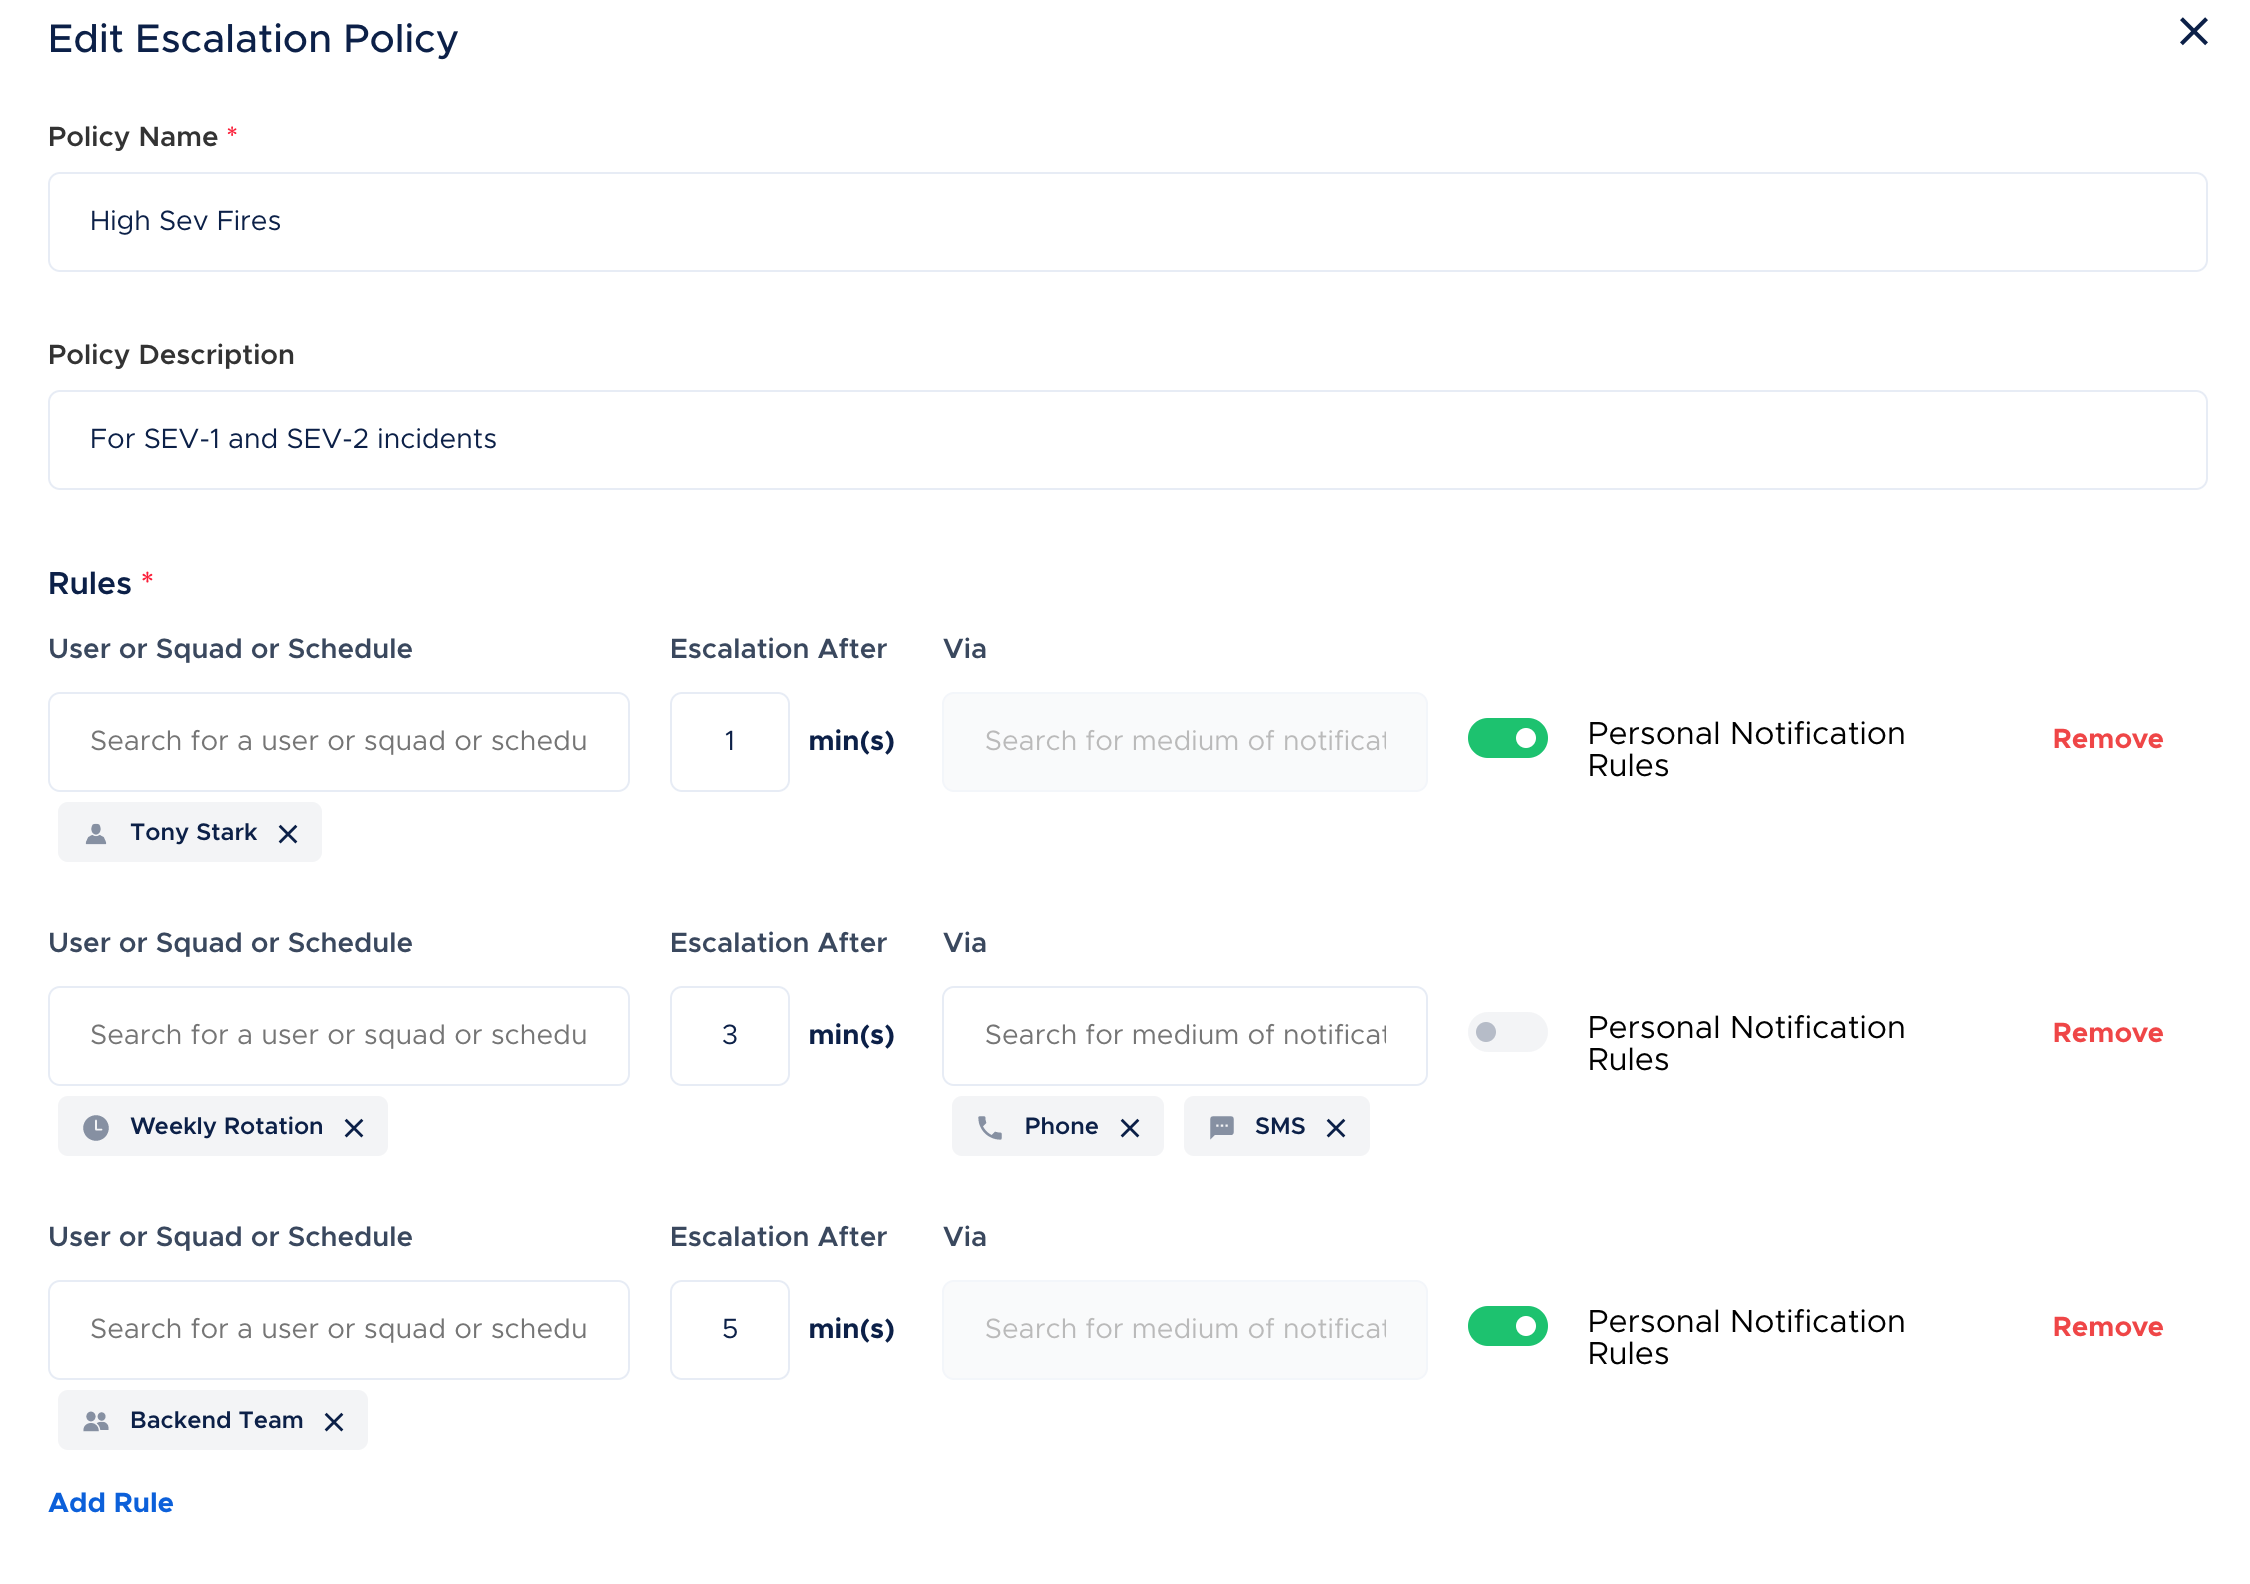 Edit Escalation Policy
Policy Name *
High Sev Fires
Policy Description
For SEV-1 and SEV-2 incidents
Rules *
User or Squad or Schedule Escalation After Via
Search for a user or squad or schedu 1 min(s) Search for medium of notificat Personal Notification
Rules Remove
Tony Stark
User or Squad or Schedule Escalation After Via
Search for a user or squad or schedu 3 min(s) Search for medium of notificat Personal Notification
Rules Remove
Weekly Rotation Phone SMS
User or Squad or Schedule Escalation After Via
Search for a user or squad or schedu 5 min(s) Search for medium of notificat Personal Notification
Rules Remove
Backend Team
Add Rule